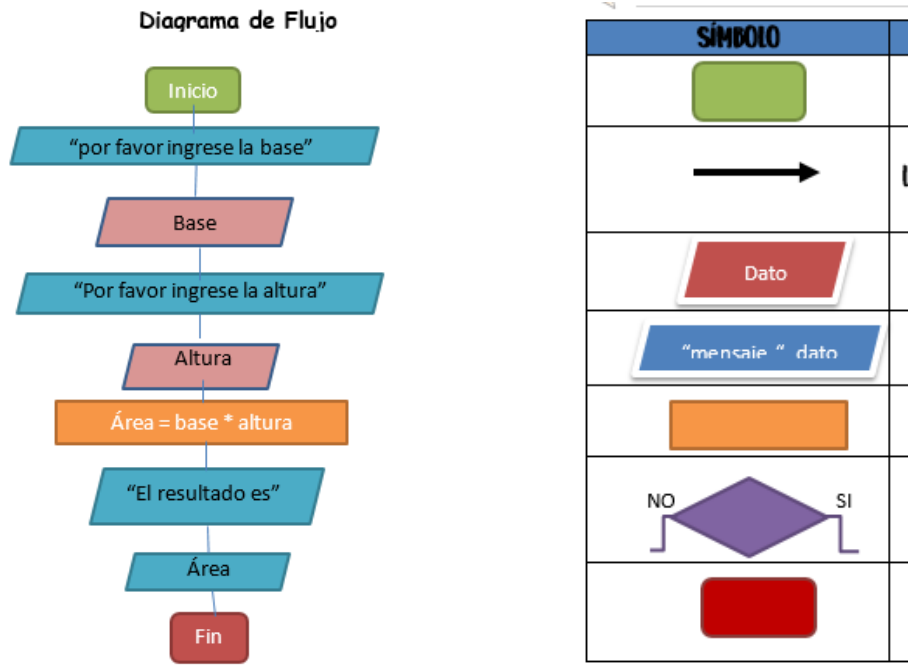 Diagrama de Flujo
Inicio
“por favor ingrese la base”
Base
“Por favor ingrese la altura”
Altura
Área = base * altura
“El resultado es”
Área
Fin
SÍMBOLO
Dato
“mensaje “ dato
NO
SI